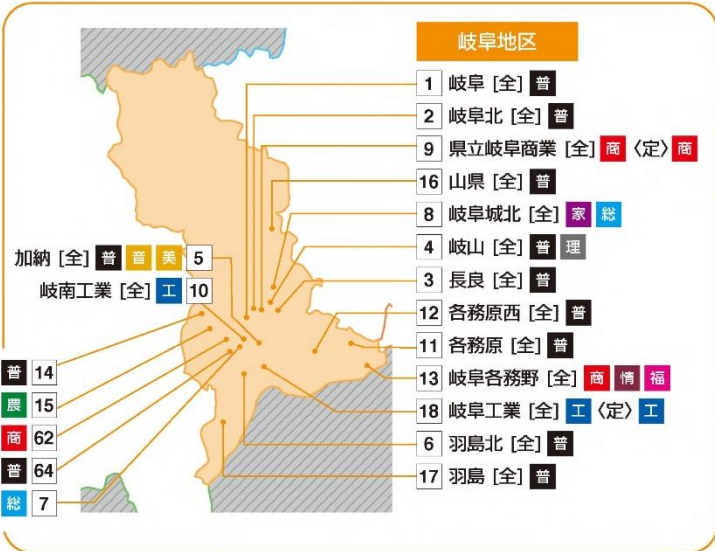 岐阜地区
1 岐阜 [全] 普
2 岐阜北 [全] 普
9 県立岐阜商業 [全] 商 〈定〉 商
16 山県 [全] 普
8 岐阜城北 [全] 家 総
4 岐山 [全] 普 理
3 長良 [全] 普
12 各務原西 [全] 普
11 各務原 [全] 普
13 岐阜各務野 [全] 商 情 福
18 岐阜工業 [全] 工 〈定〉 工
6 羽島北 [全] 普
17 羽島 [全] 普
加納 [全] 普 音 美 5
岐南工業 [全] 工 10
普 14
農 15
商 62
普 64
総 7